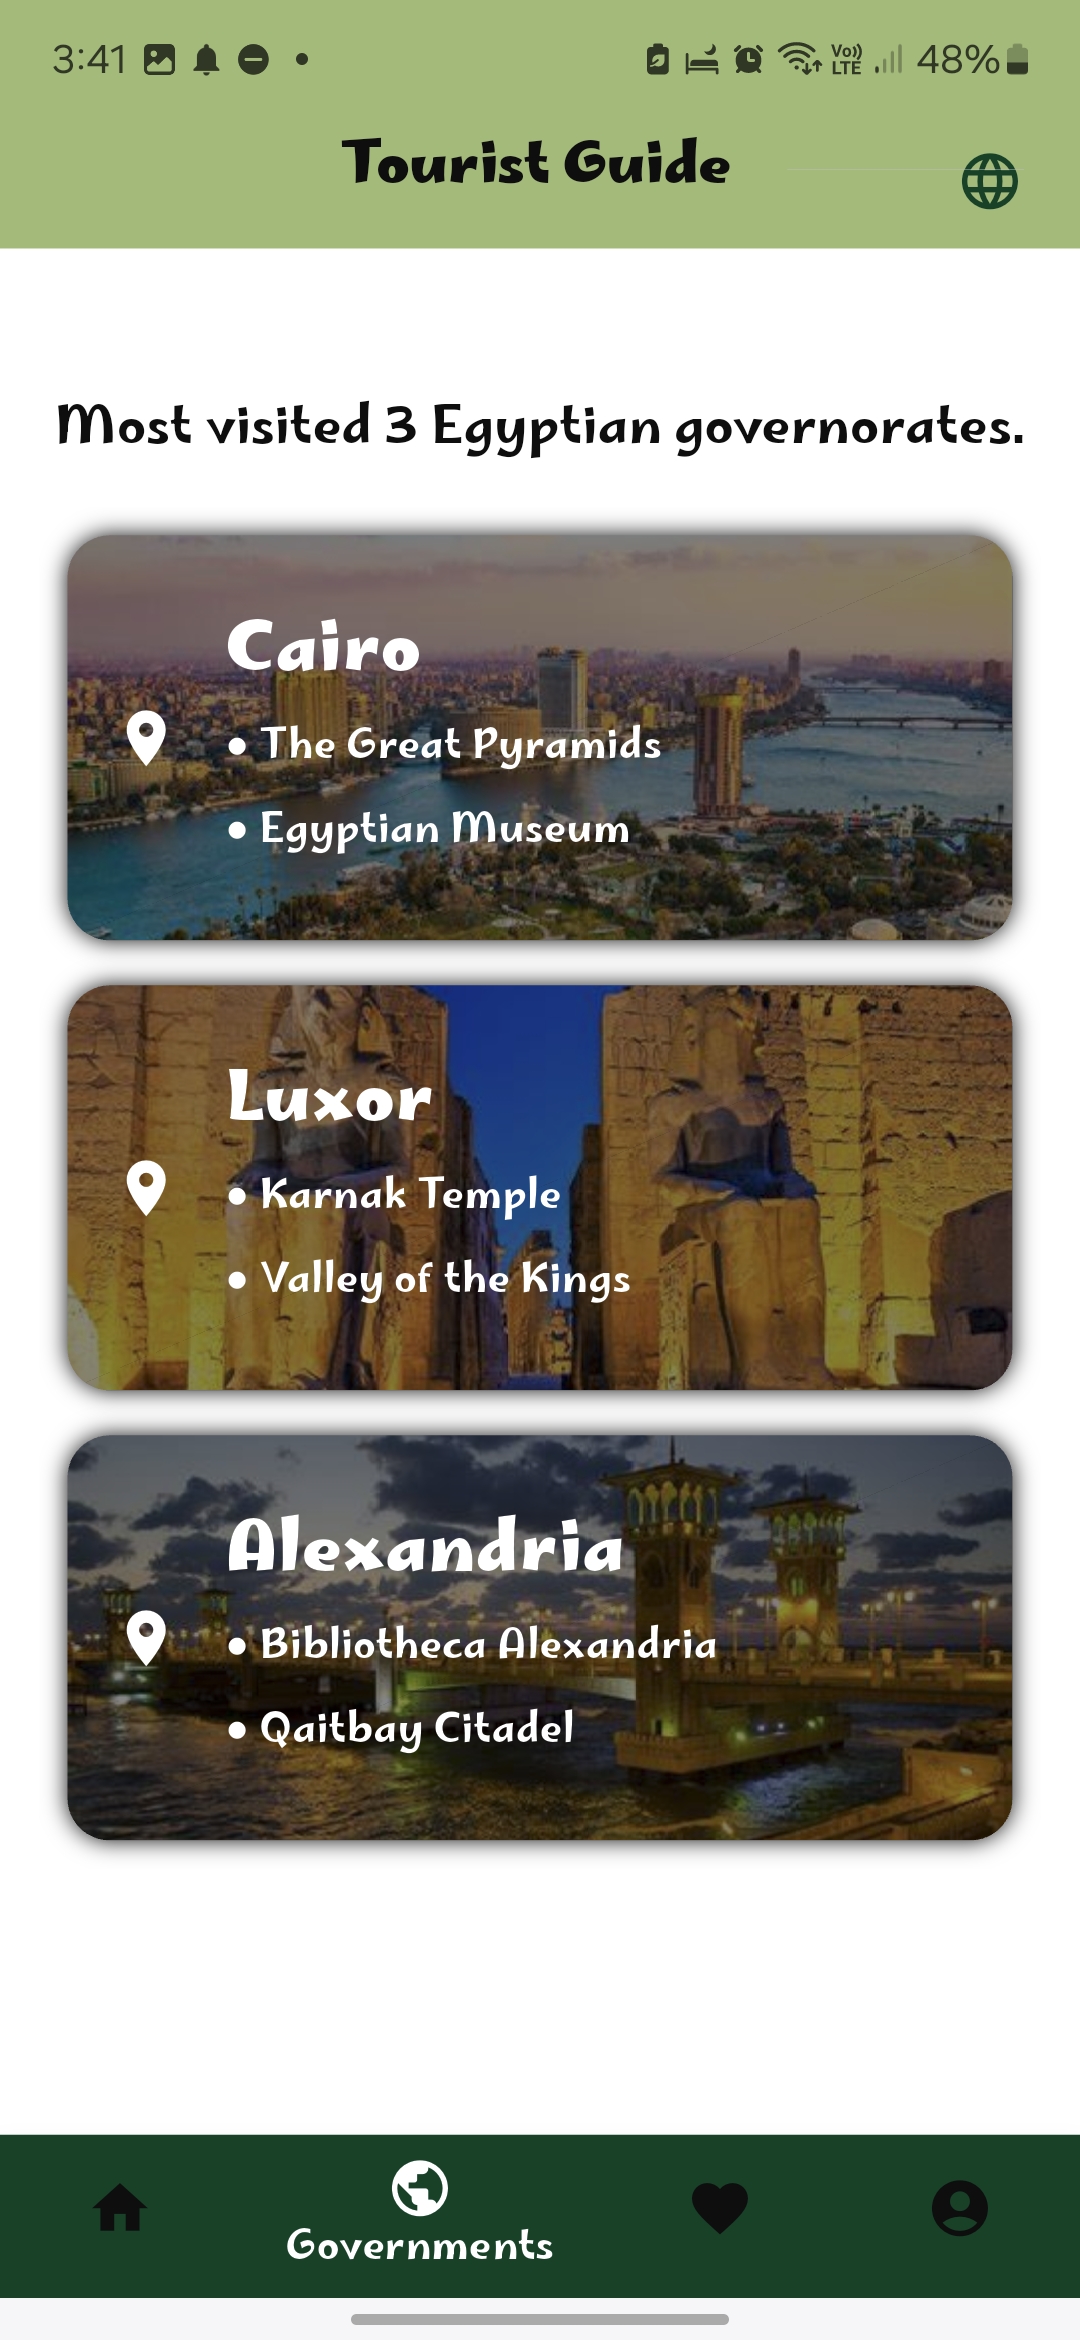 3:41 Vo)) LTE 48%
Tourist Guide
Most visited 3 Egyptian governorates.
Cairo
• The Great Pyramids
• Egyptian Museum
Luxor
• Karnak Temple
• Valley of the Kings
Alexandria
• Bibliotheca Alexandria
• Qaitbay Citadel
Governments